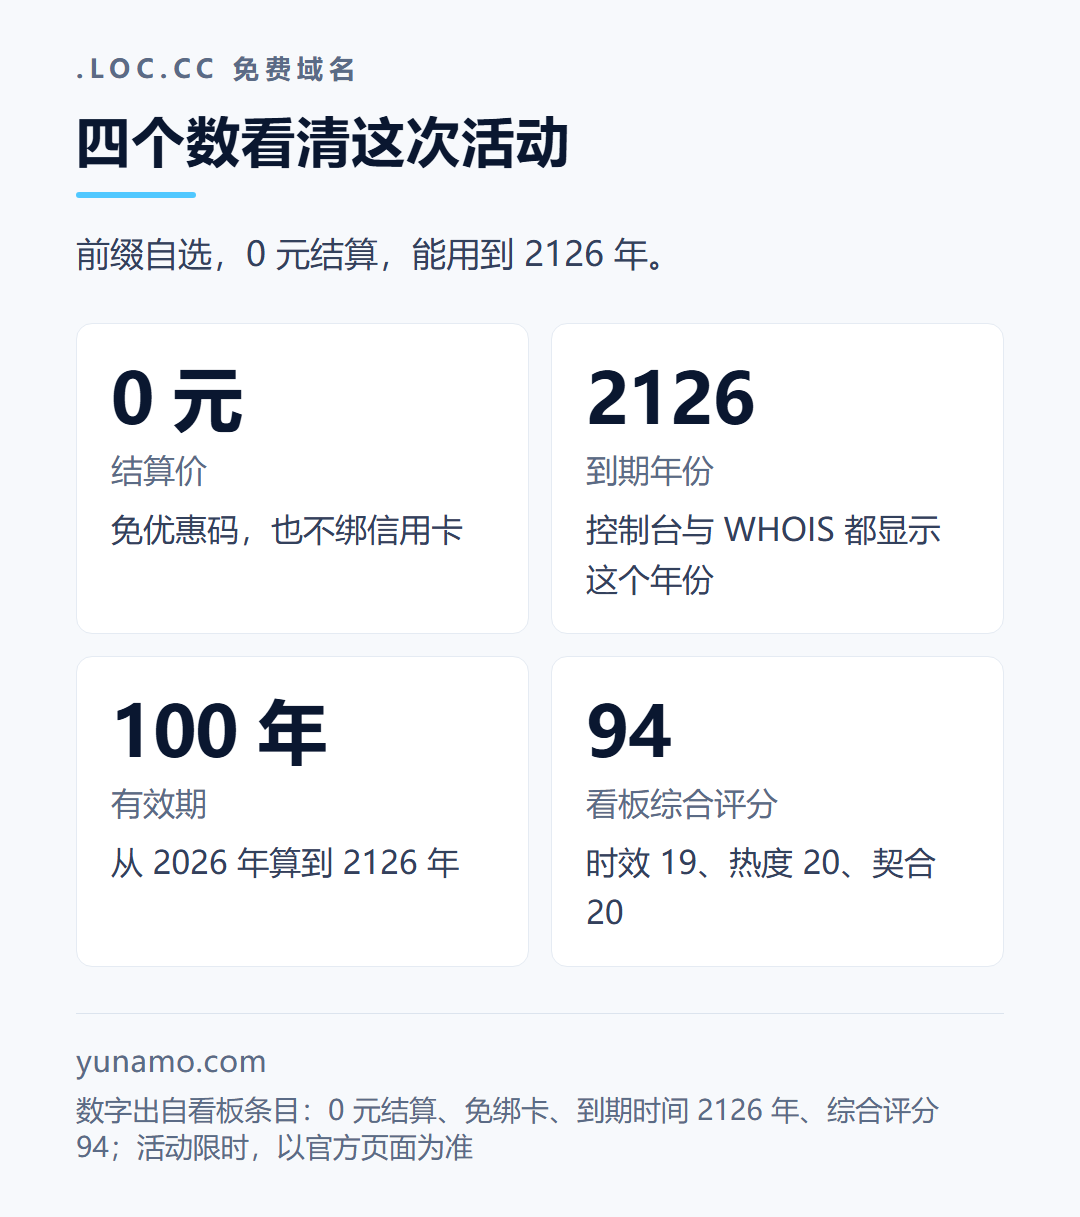 .LOC.CC 免费域名
四个数看清这次活动
前缀自选，0 元结算，能用到 2126 年。
0 元
结算价
免优惠码，也不绑信用卡
2126
到期年份
控制台与 WHOIS 都显示
这个年份
100 年
有效期
从 2026 年算到 2126 年
94
看板综合评分
时效 19、热度 20、契合
20
yunamo.com
数字出自看板条目：0 元结算、免绑卡、到期时间 2126 年、综合评分
94；活动限时，以官方页面为准